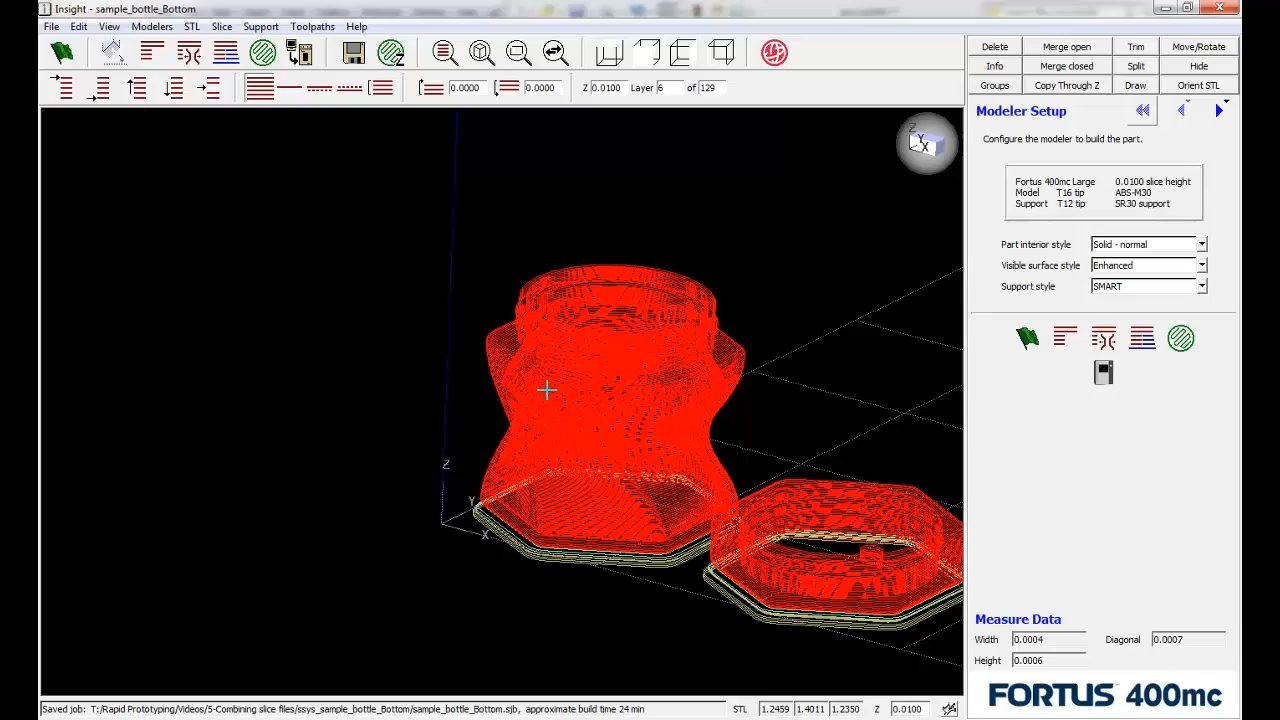 Insight - sample_bottle_Bottom
File Edit View Modelers STL Slice Support Toolpaths Help
0.0000 0.0000 Z 0.0100 Layer 6 of 129
Delete Merge open Trim Move/Rotate
Info Merge closed Split Hide
Groups Copy Through Z Draw Orient STL
Modeler Setup
Configure the modeler to build the part.
Fortus 400mc Large 0.0100 slice height
Model T16 tip ABS-M30
Support T12 tip SR30 support
Part interior style Solid - normal
Visible surface style Enhanced
Support style SMART
Z
Y
X
Z
Y
X
Measure Data
Width 0.0004 Diagonal 0.0007
Height 0.0006
FORTUS 400mc
Saved job: T:/Rapid Prototyping/Videos/5-Combining slice files/ssys_sample_bottle_Bottom/sample_bottle_Bottom.sjb, approximate build time 24 min STL 1.2459 1.4011 1.2350 Z 0.0100